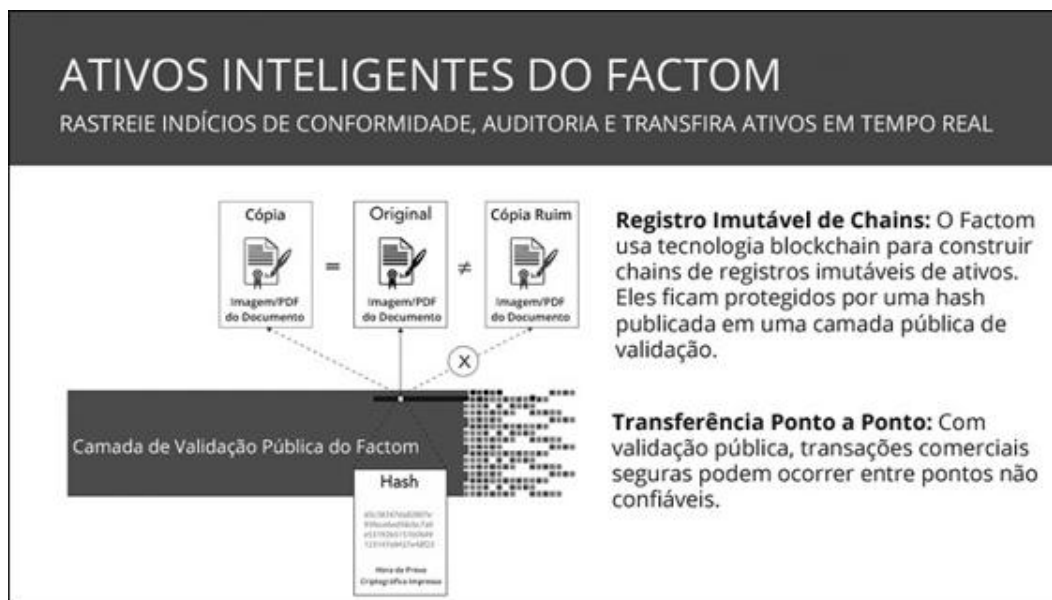 ATIVOS INTELIGENTES DO FACTOM
RASTREIE INDÍCIOS DE CONFORMIDADE, AUDITORIA E TRANSFIRA ATIVOS EM TEMPO REAL
Cópia
Imagem/PDF
do Documento
=
Original
Imagem/PDF
do Documento
≠
Cópia Ruim
Imagem/PDF
do Documento
X
Camada de Validação Pública do Factom
Hash
Hora da Prova
Criptográfica Impressa
Registro Imutável de Chains: O Factom
usa tecnologia blockchain para construir
chains de registros imutáveis de ativos.
Eles ficam protegidos por uma hash
publicada em uma camada pública de
validação.
Transferência Ponto a Ponto: Com
validação pública, transações comerciais
seguras podem ocorrer entre pontos não
confiáveis.